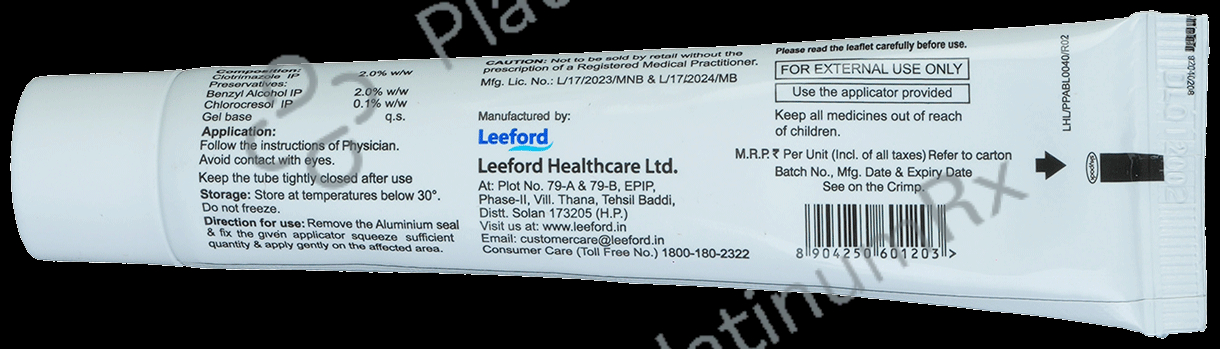 Composition:
Clotrimazole IP 2.0% w/w
Preservatives:
Benzyl Alcohol IP 2.0% w/w
Chlorocresol IP 0.1% w/w
Gel base q.s.
Application:
Follow the instructions of Physician.
Avoid contact with eyes.
Keep the tube tightly closed after use
Storage: Store at temperatures below 30°.
Do not freeze.
Direction for use: Remove the Aluminium seal
& fix the given applicator squeeze sufficient
quantity & apply gently on the affected area.
CAUTION: Not to be sold by retail without the
prescription of a Registered Medical Practitioner.
Mfg. Lic. No.: L/17/2023/MNB & L/17/2024/MB
Manufactured by:
Leeford
Leeford Healthcare Ltd.
At: Plot No. 79-A & 79-B, EPIP,
Phase-II, Vill. Thana, Tehsil Baddi,
Distt. Solan 173205 (H.P.)
Visit us at: www.leeford.in
Email: customercare@leeford.in
Consumer Care (Toll Free No.) 1800-180-2322
Please read the leaflet carefully before use.
FOR EXTERNAL USE ONLY
Use the applicator provided
Keep all medicines out of reach
of children.
M.R.P. ₹ Per Unit (Incl. of all taxes) Refer to carton
Batch No., Mfg. Date & Expiry Date
See on the Crimp.
8 904250 601203 >
LHL/PPABL0040/R02
PlatinumRx